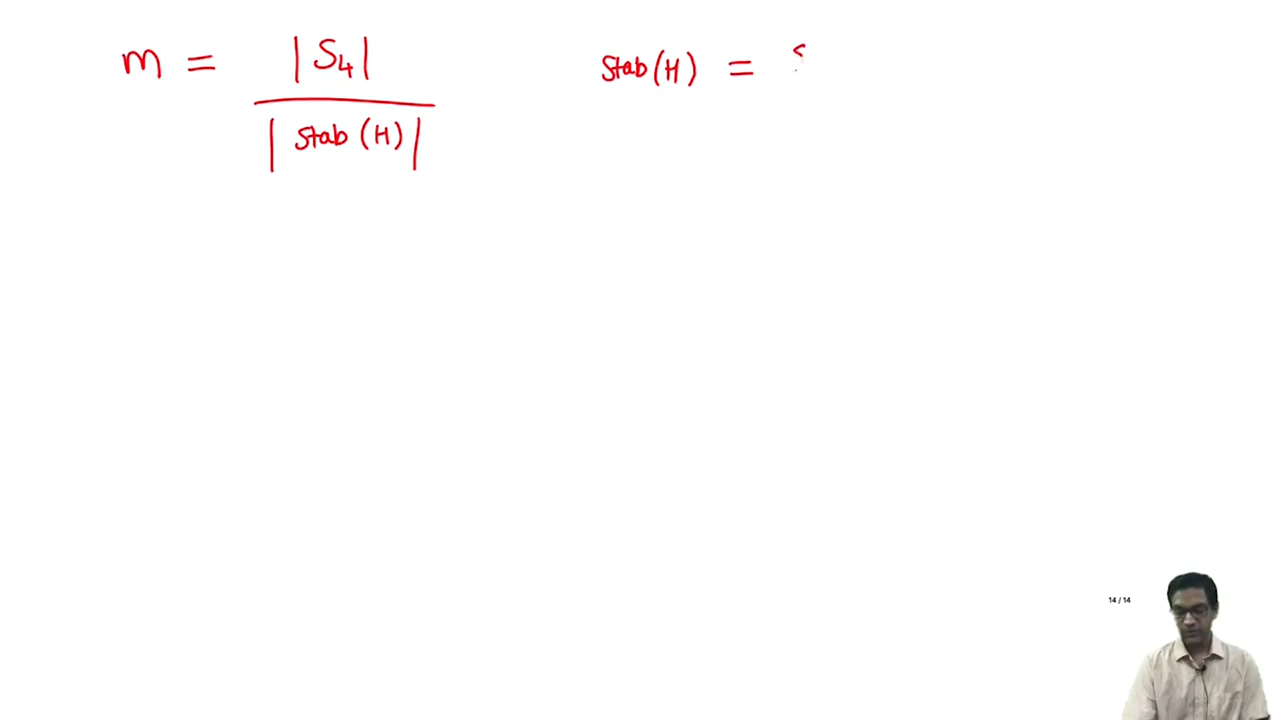 m = |S₄| / |Stab(H)|
Stab(H) =
14 / 14